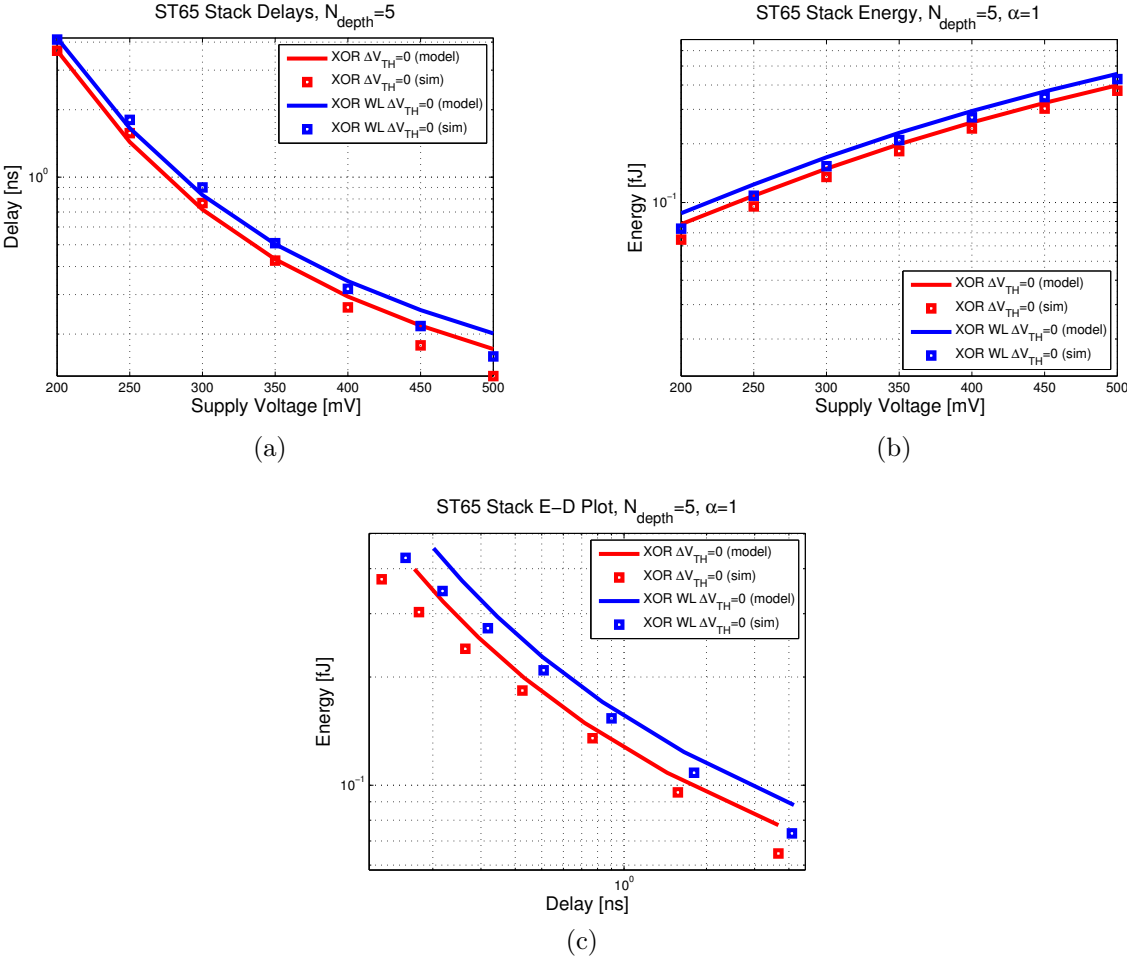 ST65 Stack Delays, N_depth=5
XOR ΔV_TH=0 (model)
XOR ΔV_TH=0 (sim)
XOR WL ΔV_TH=0 (model)
XOR WL ΔV_TH=0 (sim)
Delay [ns]
10^0
200 250 300 350 400 450 500
Supply Voltage [mV]
(a)
ST65 Stack Energy, N_depth=5, α=1
Energy [fJ]
10^−1
XOR ΔV_TH=0 (model)
XOR ΔV_TH=0 (sim)
XOR WL ΔV_TH=0 (model)
XOR WL ΔV_TH=0 (sim)
200 250 300 350 400 450 500
Supply Voltage [mV]
(b)
ST65 Stack E−D Plot, N_depth=5, α=1
XOR ΔV_TH=0 (model)
XOR ΔV_TH=0 (sim)
XOR WL ΔV_TH=0 (model)
XOR WL ΔV_TH=0 (sim)
Energy [fJ]
10^−1
10^0
Delay [ns]
(c)